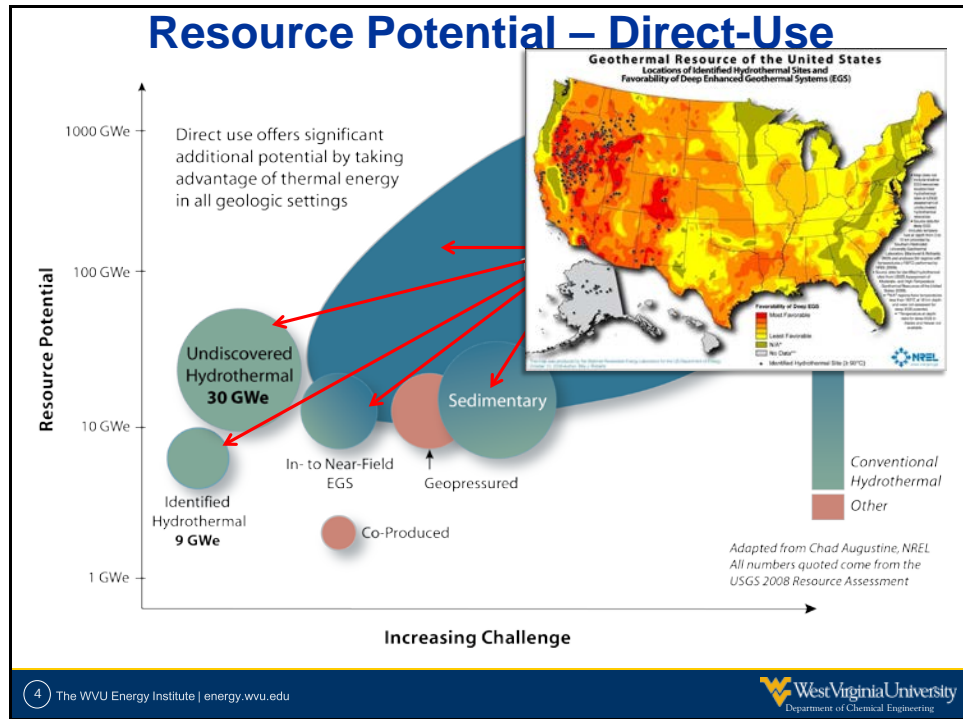 Resource Potential – Direct-Use
Geothermal Resource of the United States
Locations of Identified Hydrothermal Sites and
Favorability of Deep Enhanced Geothermal Systems (EGS)
Direct use offers significant
additional potential by taking
advantage of thermal energy
in all geologic settings
Resource Potential
1000 GWe
100 GWe
10 GWe
1 GWe
Favorability of Deep EGS
Most Favorable
Least Favorable
N/A*
No Data**
Identified Hydrothermal Site (≥ 90°C)
NREL
Undiscovered
Hydrothermal
30 GWe
Sedimentary
In- to Near-Field
EGS
Geopressured
Identified
Hydrothermal
9 GWe
Co-Produced
Conventional
Hydrothermal
Other
Adapted from Chad Augustine, NREL
All numbers quoted come from the
USGS 2008 Resource Assessment
Increasing Challenge
4 The WVU Energy Institute | energy.wvu.edu
WestVirginiaUniversity
Department of Chemical Engineering